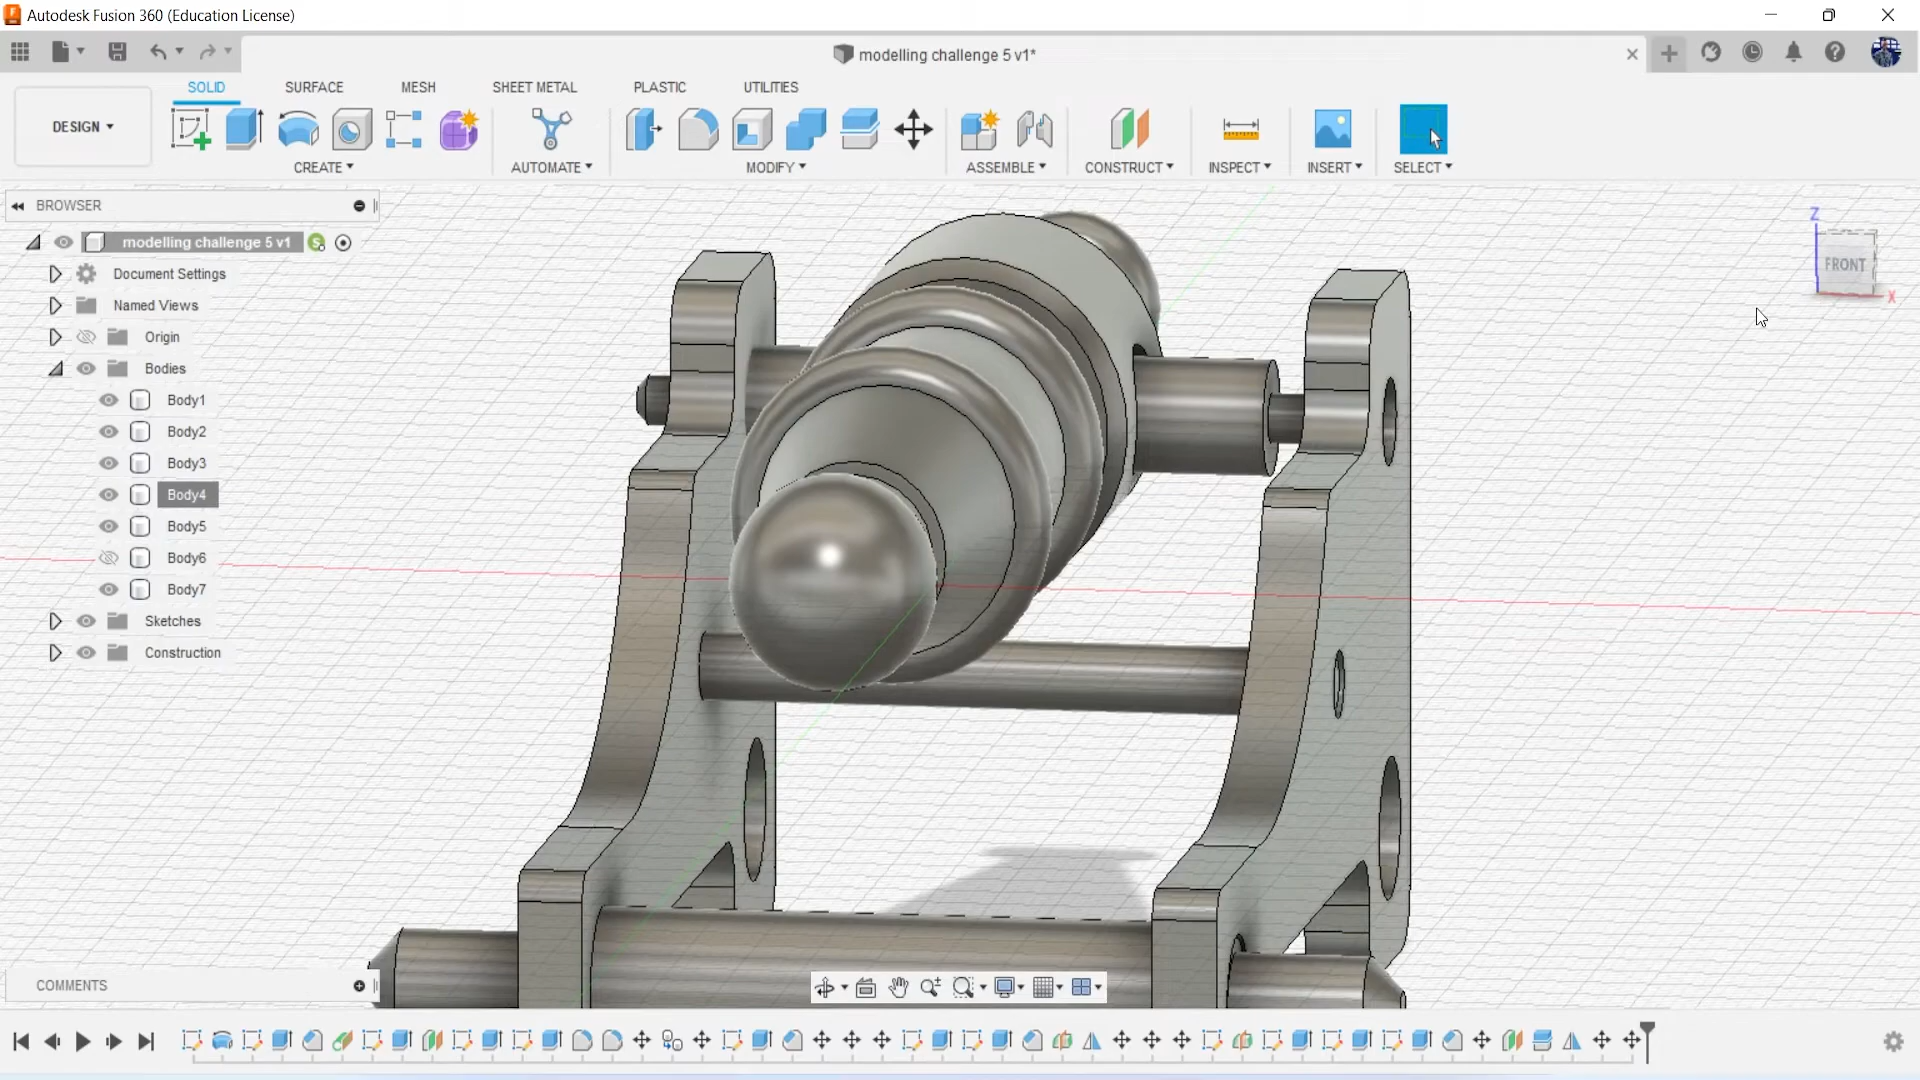 Autodesk Fusion 360 (Education License)
modelling challenge 5 v1*
SOLID SURFACE MESH SHEET METAL PLASTIC UTILITIES
DESIGN
CREATE AUTOMATE MODIFY ASSEMBLE CONSTRUCT INSPECT INSERT SELECT
BROWSER
modelling challenge 5 v1
Document Settings
Named Views
Origin
Bodies
Body1
Body2
Body3
Body4
Body5
Body6
Body7
Sketches
Construction
Z
FRONT
X
COMMENTS